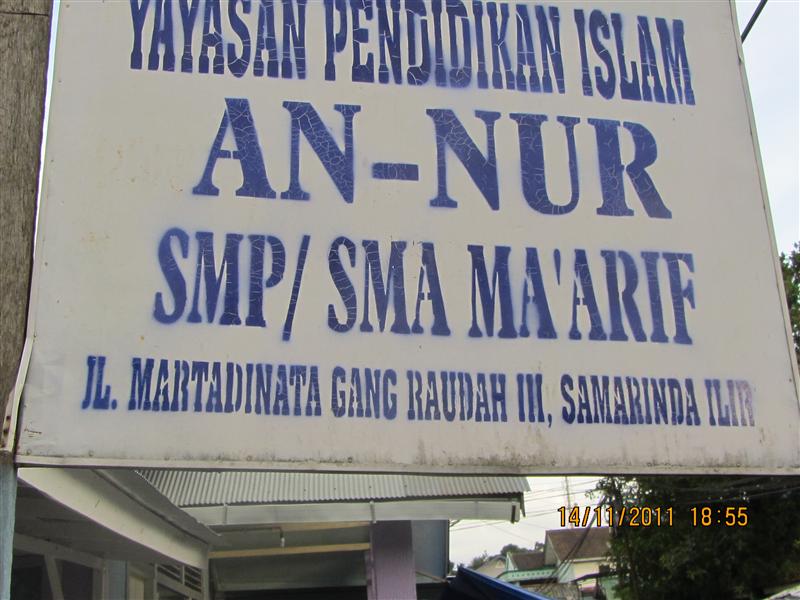 YAYASAN PENDIDIKAN ISLAM
AN-NUR
SMP/ SMA MA'ARIF
JL. MARTADINATA GANG RAUDAH III, SAMARINDA ILIR
14/11/2011 18:55